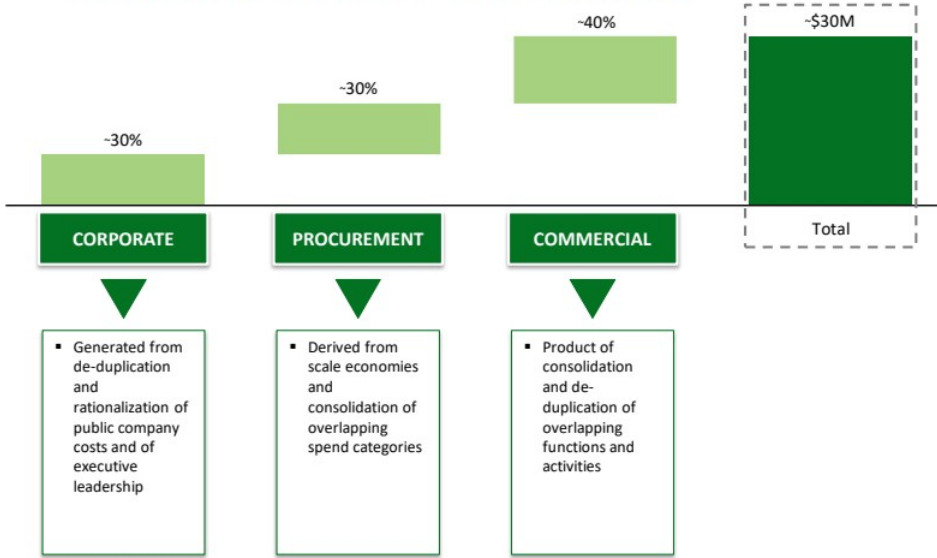 ~30%
~30%
~40%
~$30M
CORPORATE
PROCUREMENT
COMMERCIAL
Total
▪ Generated from
de-duplication
and
rationalization of
public company
costs and of
executive
leadership
▪ Derived from
scale economies
and
consolidation of
overlapping
spend categories
▪ Product of
consolidation
and de-
duplication of
overlapping
functions and
activities